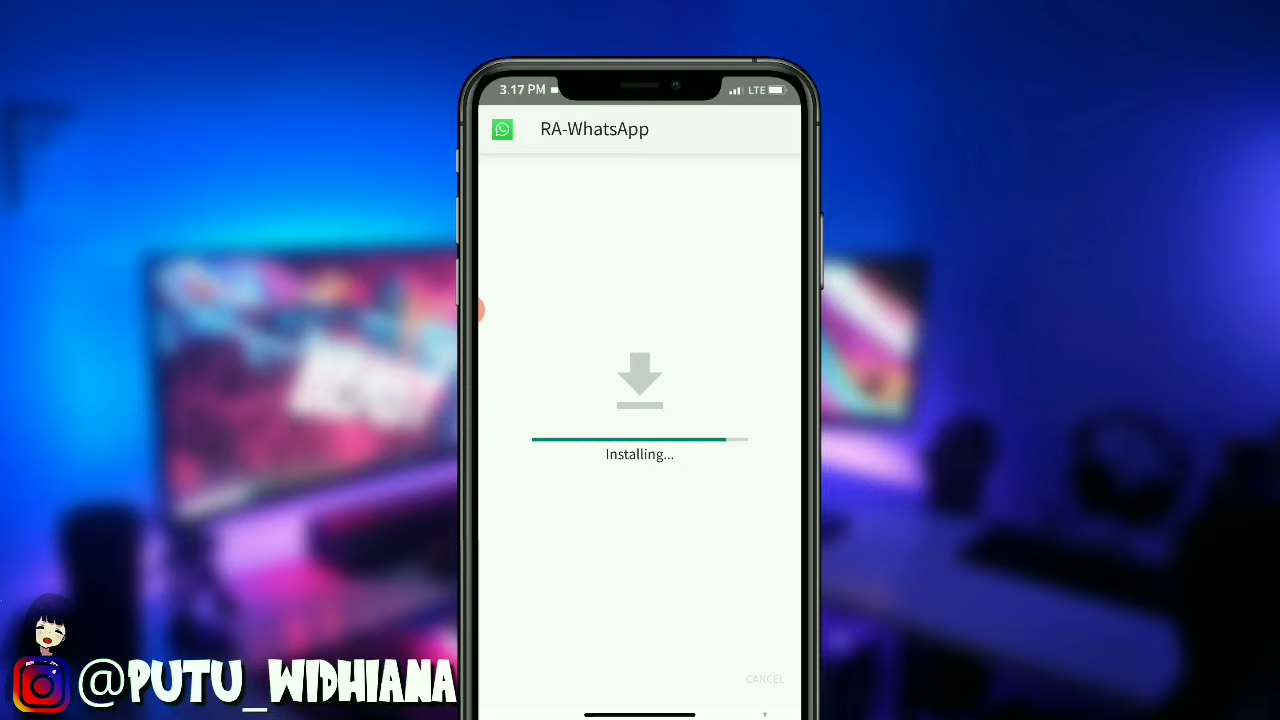 3.17 PM
LTE
RA-WhatsApp
Installing...
CANCEL
@PUTU_WIDHIANA